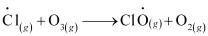 Ċl(g) + O3(g) ⟶ ClȮ(g) + O2(g)